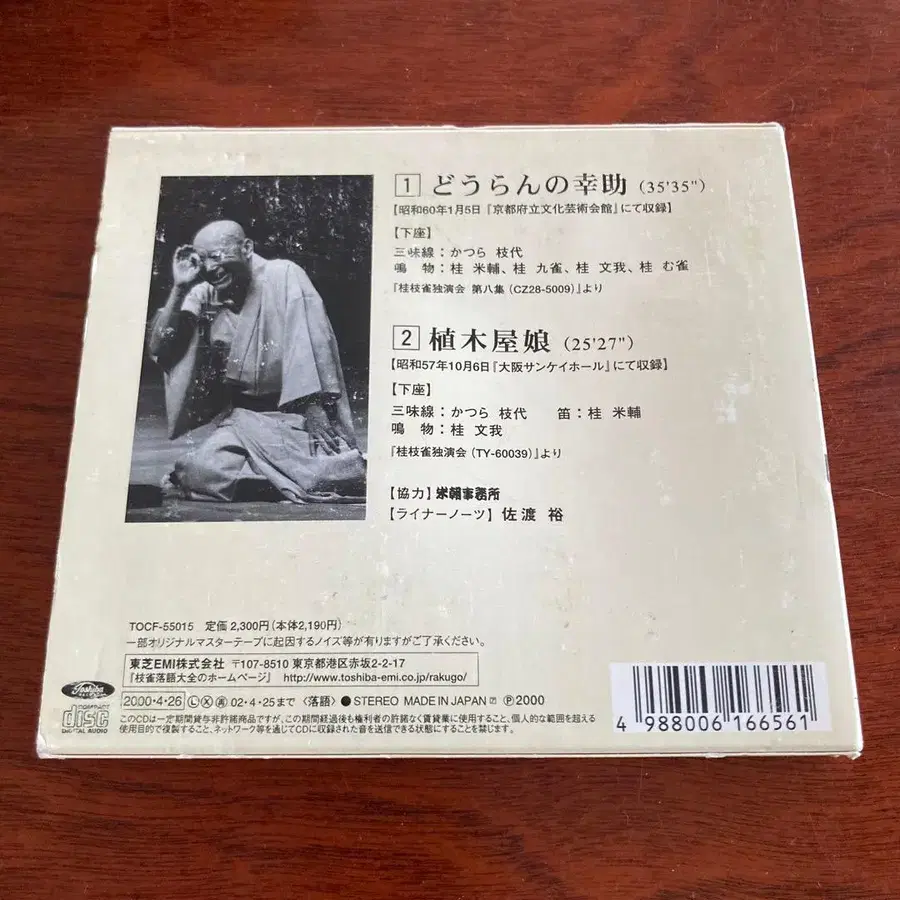 1 どうらんの幸助 (35'35")
【昭和60年1月5日『京都府立文化芸術会館』にて収録】
【下座】
三味線：かつら 枝代
鳴 物：桂 米輔、桂 九雀、桂 文我、桂 む雀
『桂枝雀独演会 第八集(CZ28-5009)』より
2 植木屋娘 (25'27")
【昭和57年10月6日『大阪サンケイホール』にて収録】
【下座】
三味線：かつら 枝代 笛：桂 米輔
鳴 物：桂 文我
『桂枝雀独演会(TY-60039)』より
【協力】米朝事務所
【ライナーノーツ】佐渡 裕
TOCF-55015 定価2,300円(本体2,190円)
一部オリジナルマスターテープに起因するノイズ等が有りますがご了承ください。
東芝EMI株式会社 〒107-8510 東京都港区赤坂2-2-17
『枝雀落語大全のホームページ』 http://www.toshiba-emi.co.jp/rakugo/
Toshiba
2000・4・26 Ⓛ Ⓧ 02・4・25まで 〈落語〉 ● STEREO MADE IN JAPAN Ⓟ 2000
COMPACT disc DIGITAL AUDIO
このCDは一定期間貸与非許諾商品ですが、この期間経過後も権利者の許諾なく賃貸業に使用すること、個人的な範囲を超える
使用目的で複製すること、ネットワーク等を通じてCDに収録された音を送信できる状態にすることを禁じます。
4 988006 166561